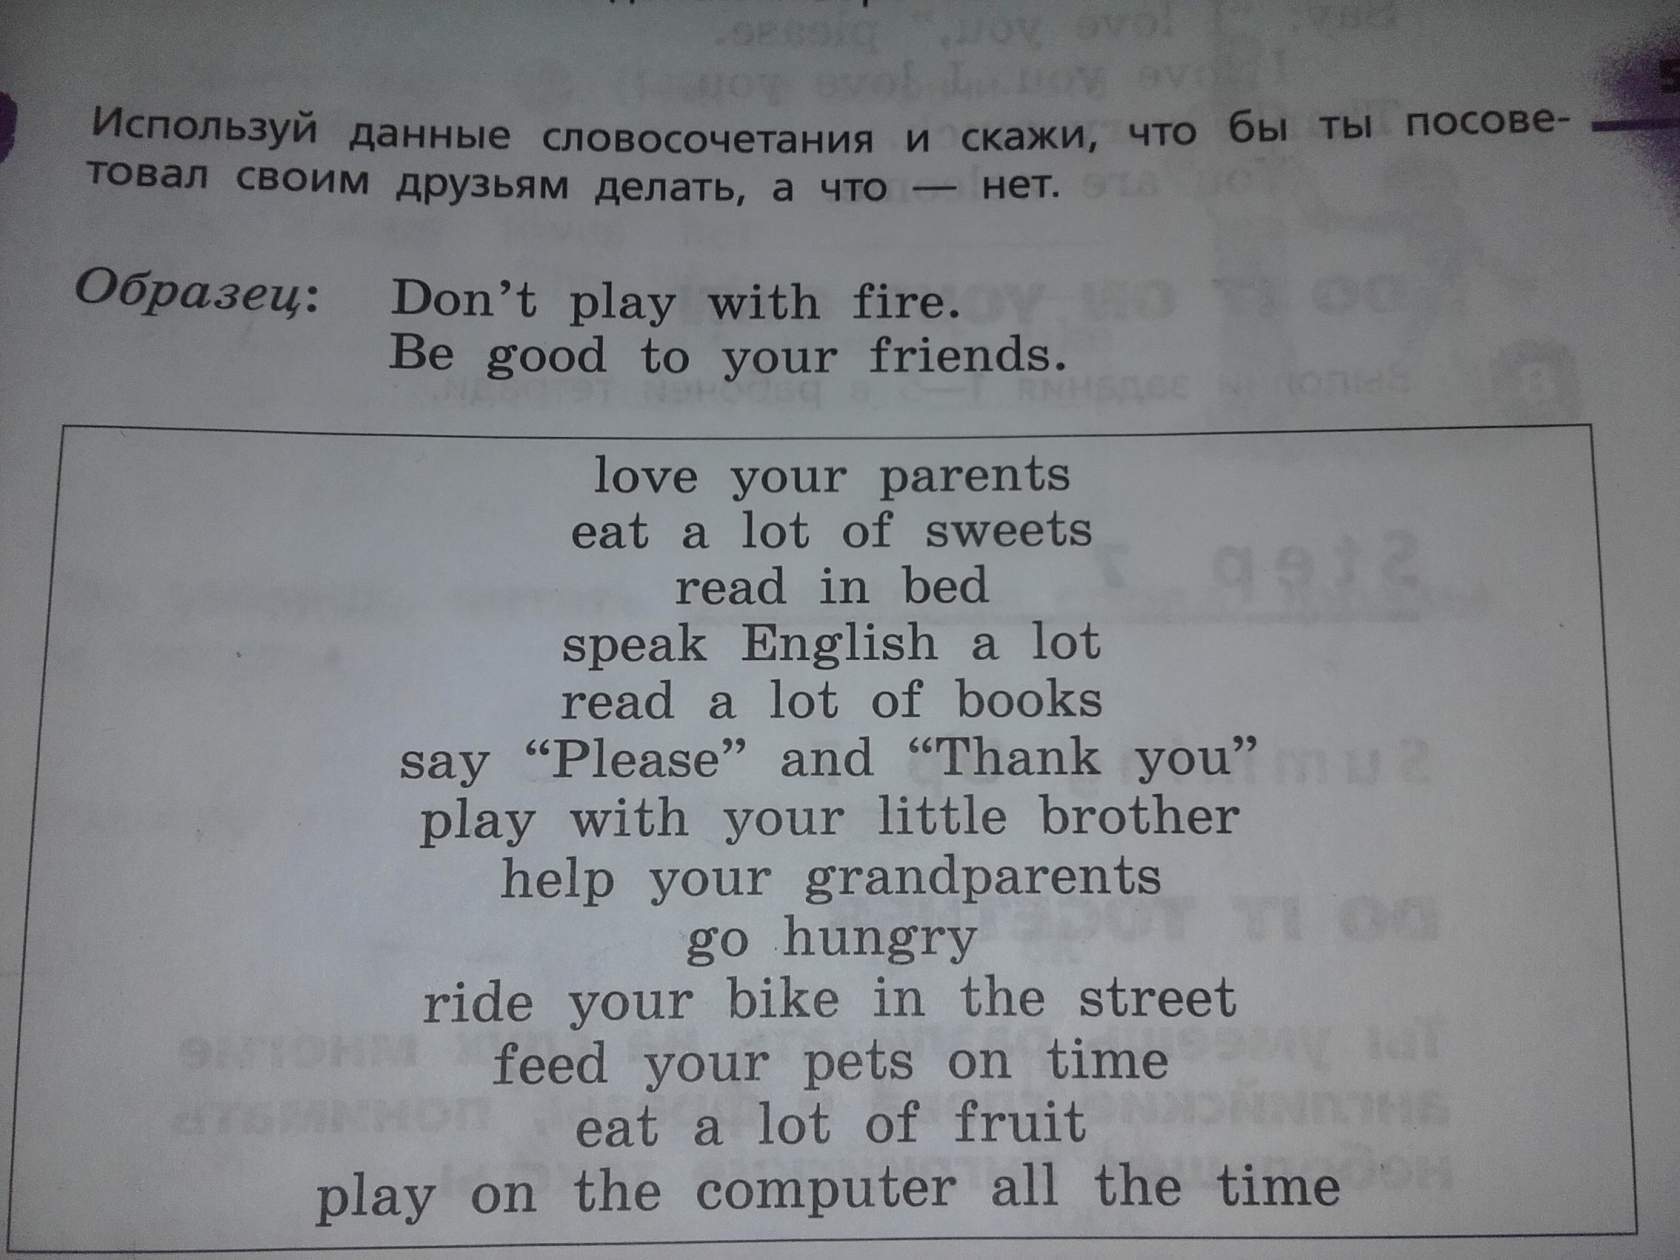 Используй данные словосочетания и скажи, что бы ты посове-
товал своим друзьям делать, а что — нет.
Образец: Don't play with fire.
Be good to your friends.
love your parents
eat a lot of sweets
read in bed
speak English a lot
read a lot of books
say “Please” and “Thank you”
play with your little brother
help your grandparents
go hungry
ride your bike in the street
feed your pets on time
eat a lot of fruit
play on the computer all the time